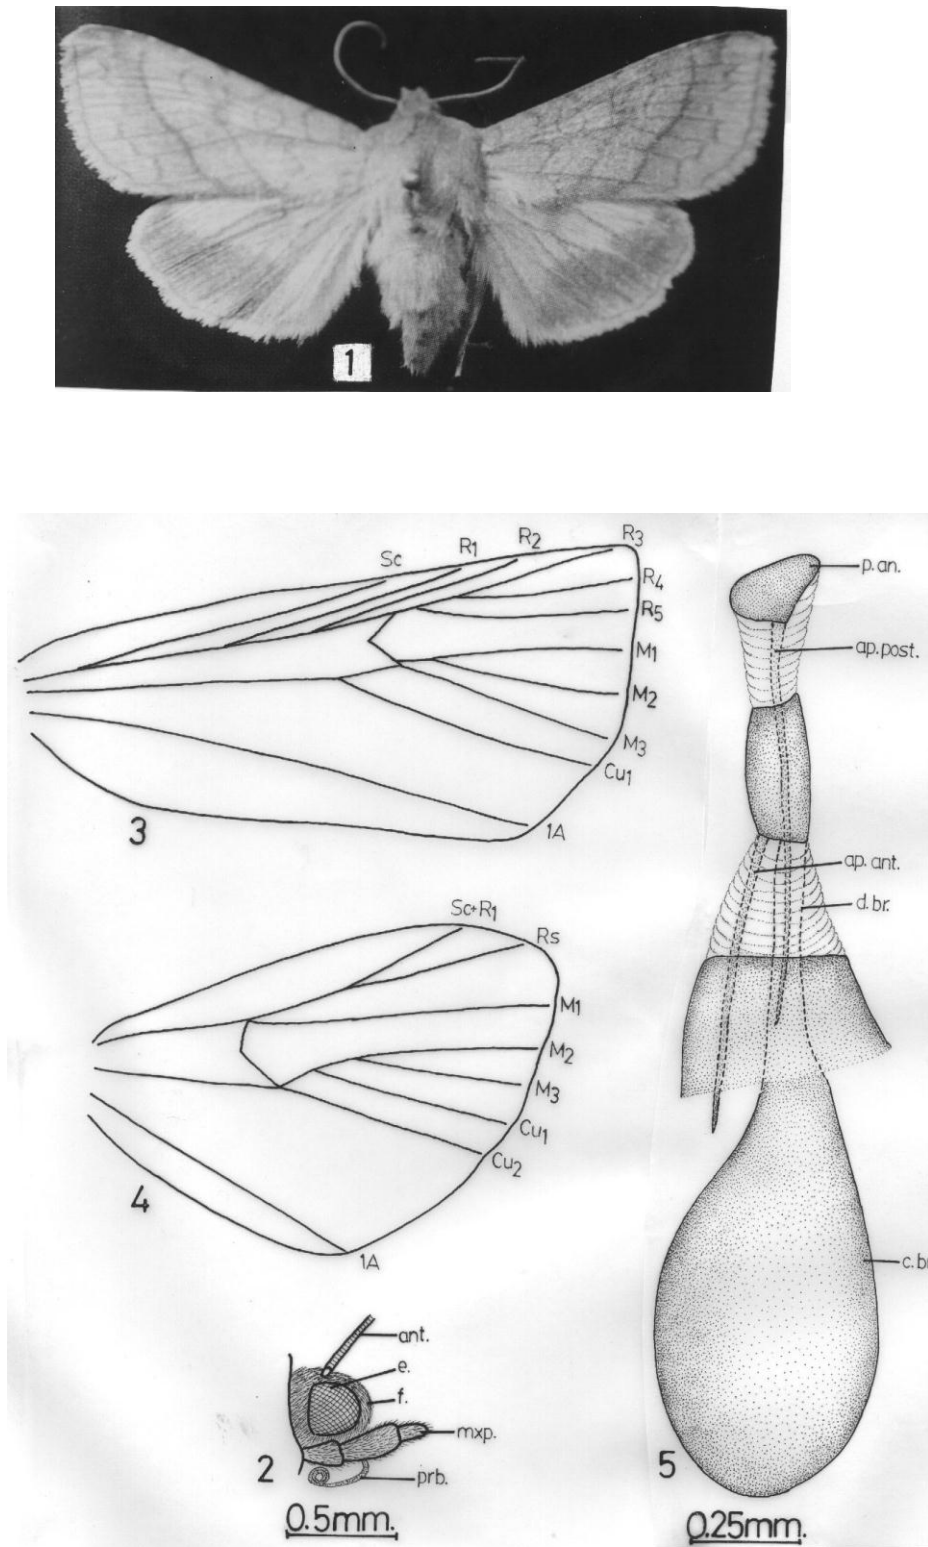 1
Sc
R1
R2
R3
R4
R5
M1
M2
M3
Cu1
1A
3
Sc+R1
Rs
M1
M2
M3
Cu1
Cu2
1A
4
ant.
e.
f.
mxp.
prb.
2
0.5mm.
p.an.
ap.post.
ap.ant.
d.br.
c.b
5
0.25mm.